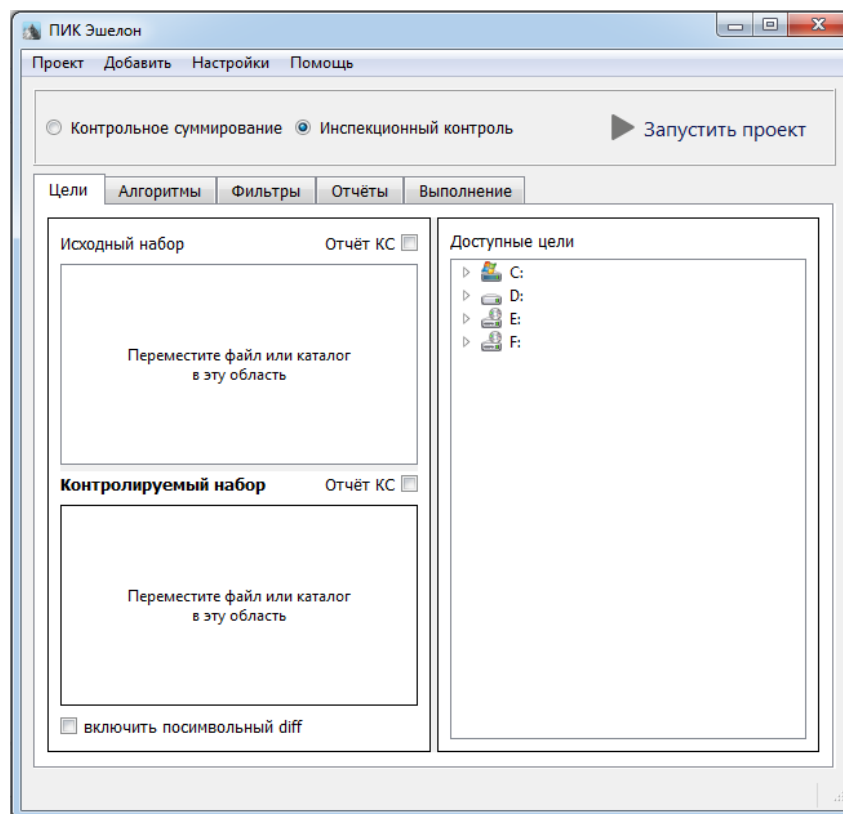 ПИК Эшелон
Проект Добавить Настройки Помощь
Контрольное суммирование Инспекционный контроль Запустить проект
Цели Алгоритмы Фильтры Отчёты Выполнение
Исходный набор Отчёт КС
Переместите файл или каталог
в эту область
Контролируемый набор Отчёт КС
Переместите файл или каталог
в эту область
включить посимвольный diff
Доступные цели
C:
D:
E:
F: